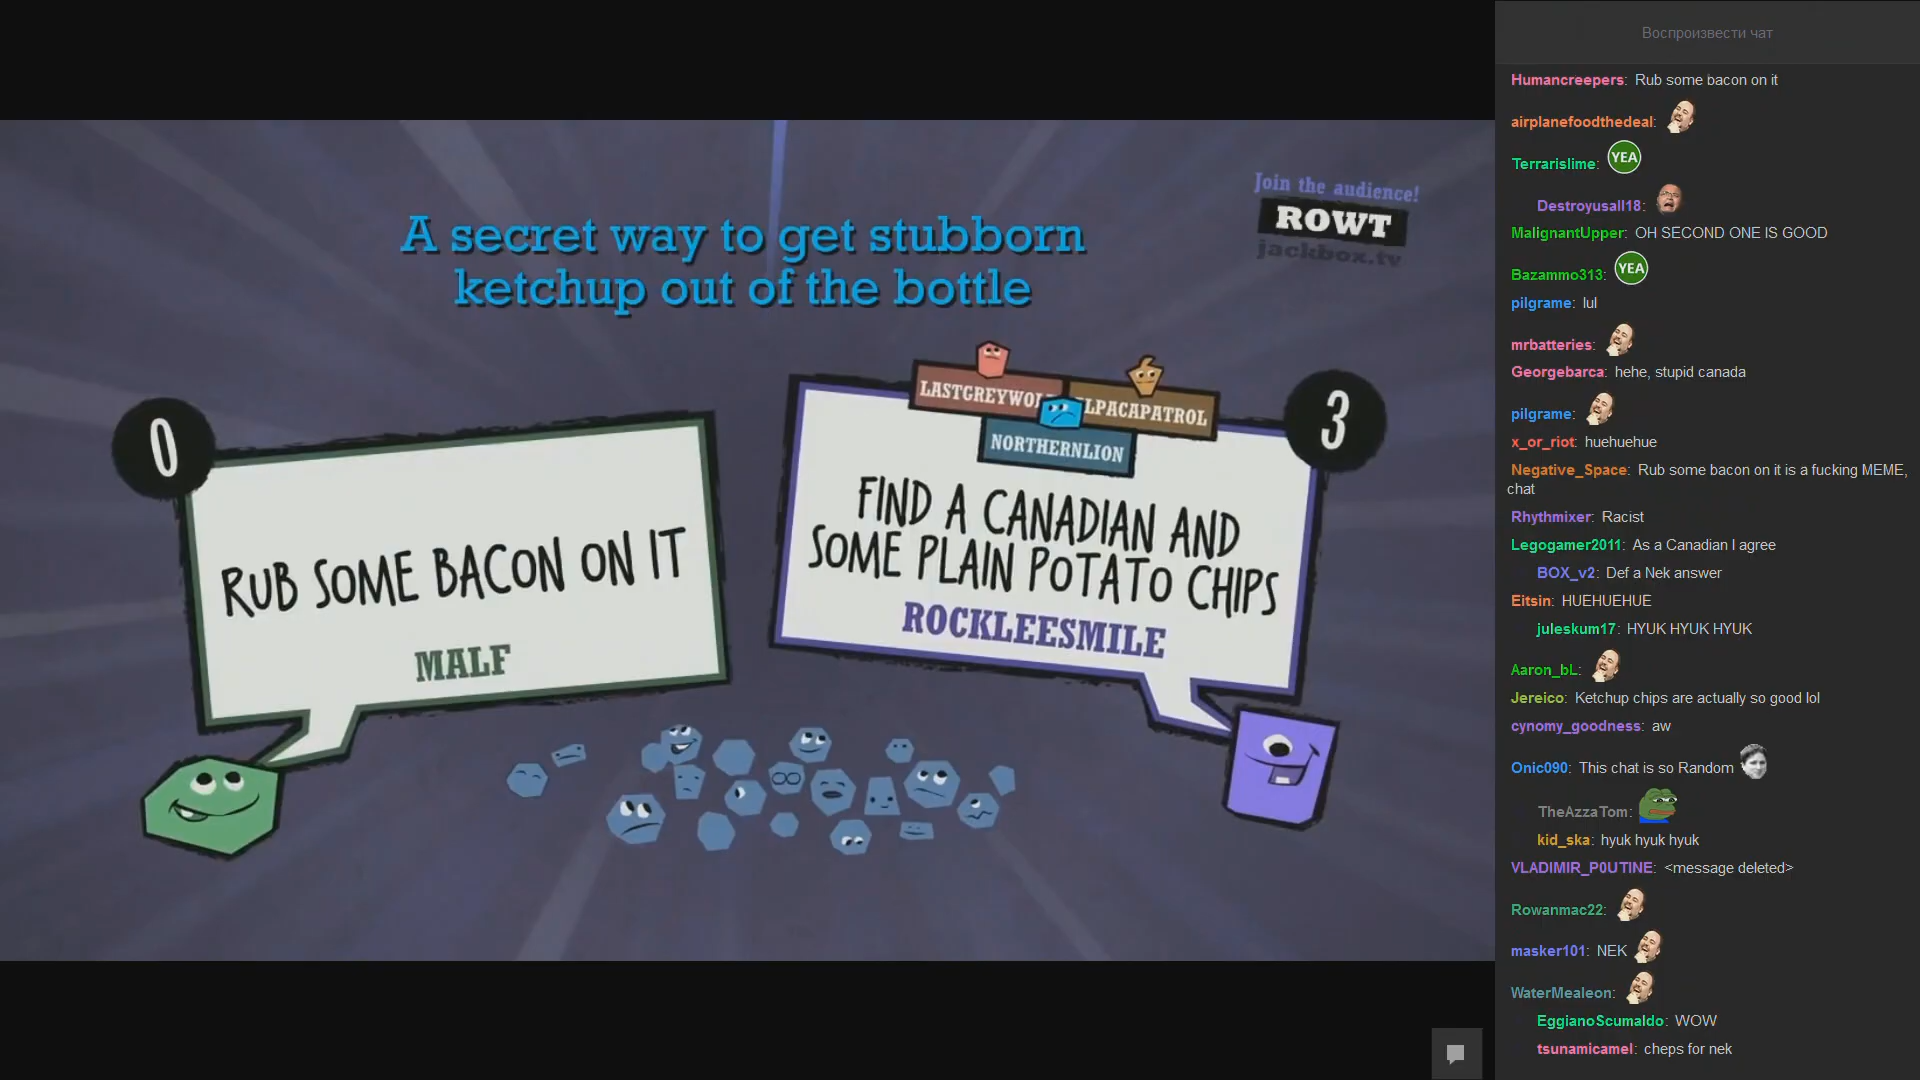 A secret way to get stubborn
ketchup out of the bottle
Join the audience!
ROWT
jackbox.tv
0
RUB SOME BACON ON IT
MALF
3
LASTGREYWOL
LPACAPATROL
NORTHERNLION
FIND A CANADIAN AND
SOME PLAIN POTATO CHIPS
ROCKLEESMILE
Воспроизвести чат
Humancreepers: Rub some bacon on it
airplanefoodthedeal:
Terrarislime: YEA
Destroyusall18:
MalignantUpper: OH SECOND ONE IS GOOD
Bazammo313: YEA
pilgrame: lul
mrbatteries:
Georgebarca: hehe, stupid canada
pilgrame:
x_or_riot: huehuehue
Negative_Space: Rub some bacon on it is a fucking MEME,
chat
Rhythmixer: Racist
Legogamer2011: As a Canadian I agree
BOX_v2: Def a Nek answer
Eitsin: HUEHUEHUE
juleskum17: HYUK HYUK HYUK
Aaron_bL:
Jereico: Ketchup chips are actually so good lol
cynomy_goodness: aw
Onic090: This chat is so Random
TheAzzaTom:
kid_ska: hyuk hyuk hyuk
VLADIMIR_P0UTINE: <message deleted>
Rowanmac22:
masker101: NEK
WaterMealeon:
EggianoScumaldo: WOW
tsunamicamel: cheps for nek